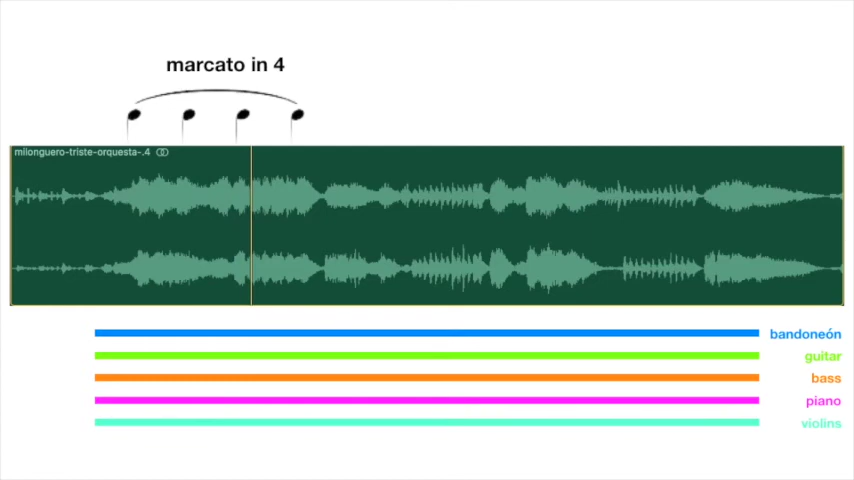 marcato in 4
milonguero-triste-orquesta-.4
bandoneón
guitar
bass
piano
violins